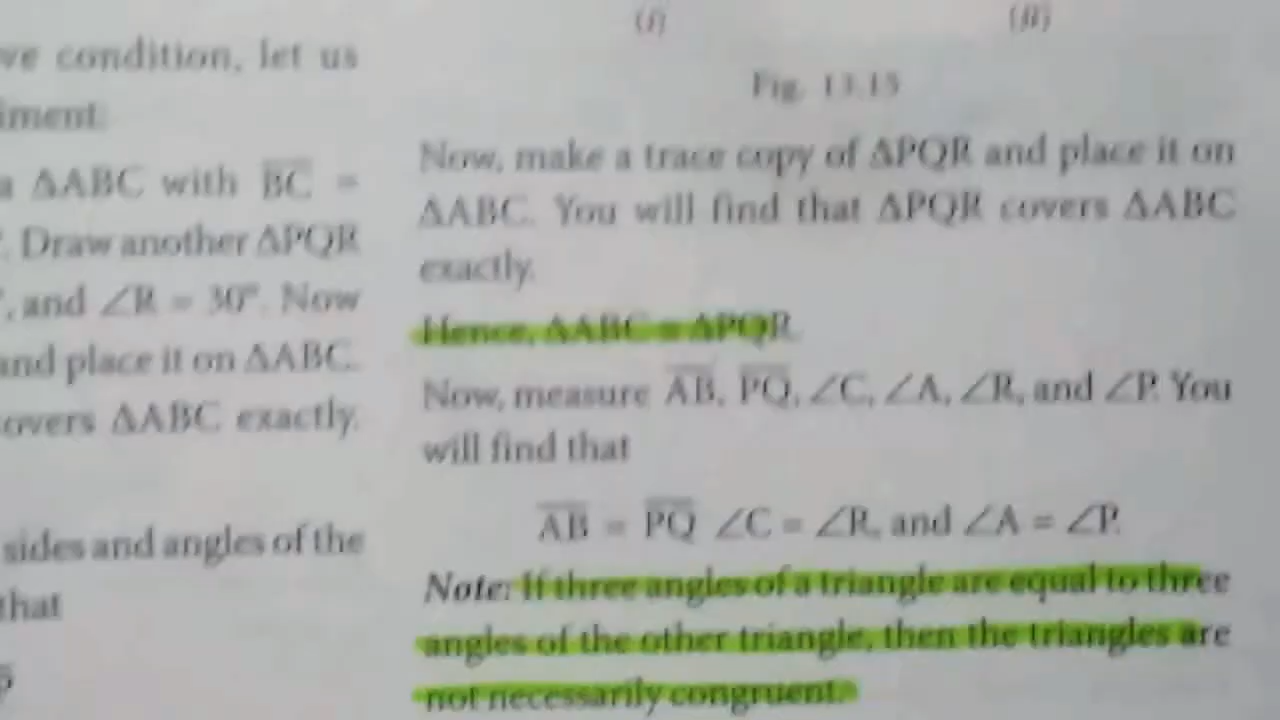 ve condition, let us
iment:
a ΔABC with BC =
. Draw another ΔPQR
, and ∠R = 30°. Now
and place it on ΔABC.
overs ΔABC exactly.
sides and angles of the
that
(i) (ii)
Fig. 13.15
Now, make a trace copy of ΔPQR and place it on
ΔABC. You will find that ΔPQR covers ΔABC
exactly.
Hence, ΔABC ≅ ΔPQR.
Now, measure A̅B̅, P̅Q̅, ∠C, ∠A, ∠R, and ∠P. You
will find that
A̅B̅ = P̅Q̅ ∠C = ∠R, and ∠A = ∠P.
Note: If three angles of a triangle are equal to three
angles of the other triangle, then the triangles are
not necessarily congruent.